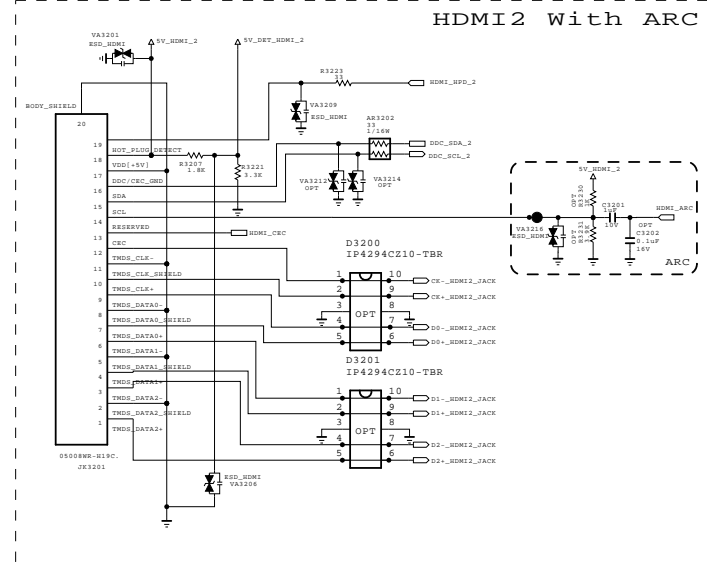 HDMI2 With ARC
VA3201
ESD_HDMI
5V_HDMI_2
5V_DET_HDMI_2
R3223
33
HDMI_HPD_2
BODY_SHIELD
20
VA3209
ESD_HDMI
AR3202
33
1/16W
DDC_SDA_2
DDC_SCL_2
19
HOT_PLUG_DETECT
18
VDD[+5V]
17
DDC/CEC_GND
16
SDA
15
SCL
14
RESERVED
13
CEC
12
TMDS_CLK-
11
TMDS_CLK_SHIELD
10
TMDS_CLK+
9
TMDS_DATA0-
8
TMDS_DATA0_SHIELD
7
TMDS_DATA0+
6
TMDS_DATA1-
5
TMDS_DATA1_SHIELD
4
TMDS_DATA1+
3
TMDS_DATA2-
2
TMDS_DATA2_SHIELD
1
TMDS_DATA2+
05008WR-H19C.
JK3201
R3207
1.8K
R3221
3.3K
VA3212
OPT
VA3214
OPT
HDMI_CEC
5V_HDMI_2
OPT
R3230
1K
C3201
1uF
10V
HDMI_ARC
VA3216
ESD_HDMI
OPT
R3231
3.9K
OPT
C3202
0.1uF
16V
ARC
D3200
IP4294CZ10-TBR
1
2
3
4
5
OPT
10
9
8
7
6
CK-_HDMI2_JACK
CK+_HDMI2_JACK
D0-_HDMI2_JACK
D0+_HDMI2_JACK
D3201
IP4294CZ10-TBR
1
2
3
4
5
OPT
10
9
8
7
6
D1-_HDMI2_JACK
D1+_HDMI2_JACK
D2-_HDMI2_JACK
D2+_HDMI2_JACK
ESD_HDMI
VA3206